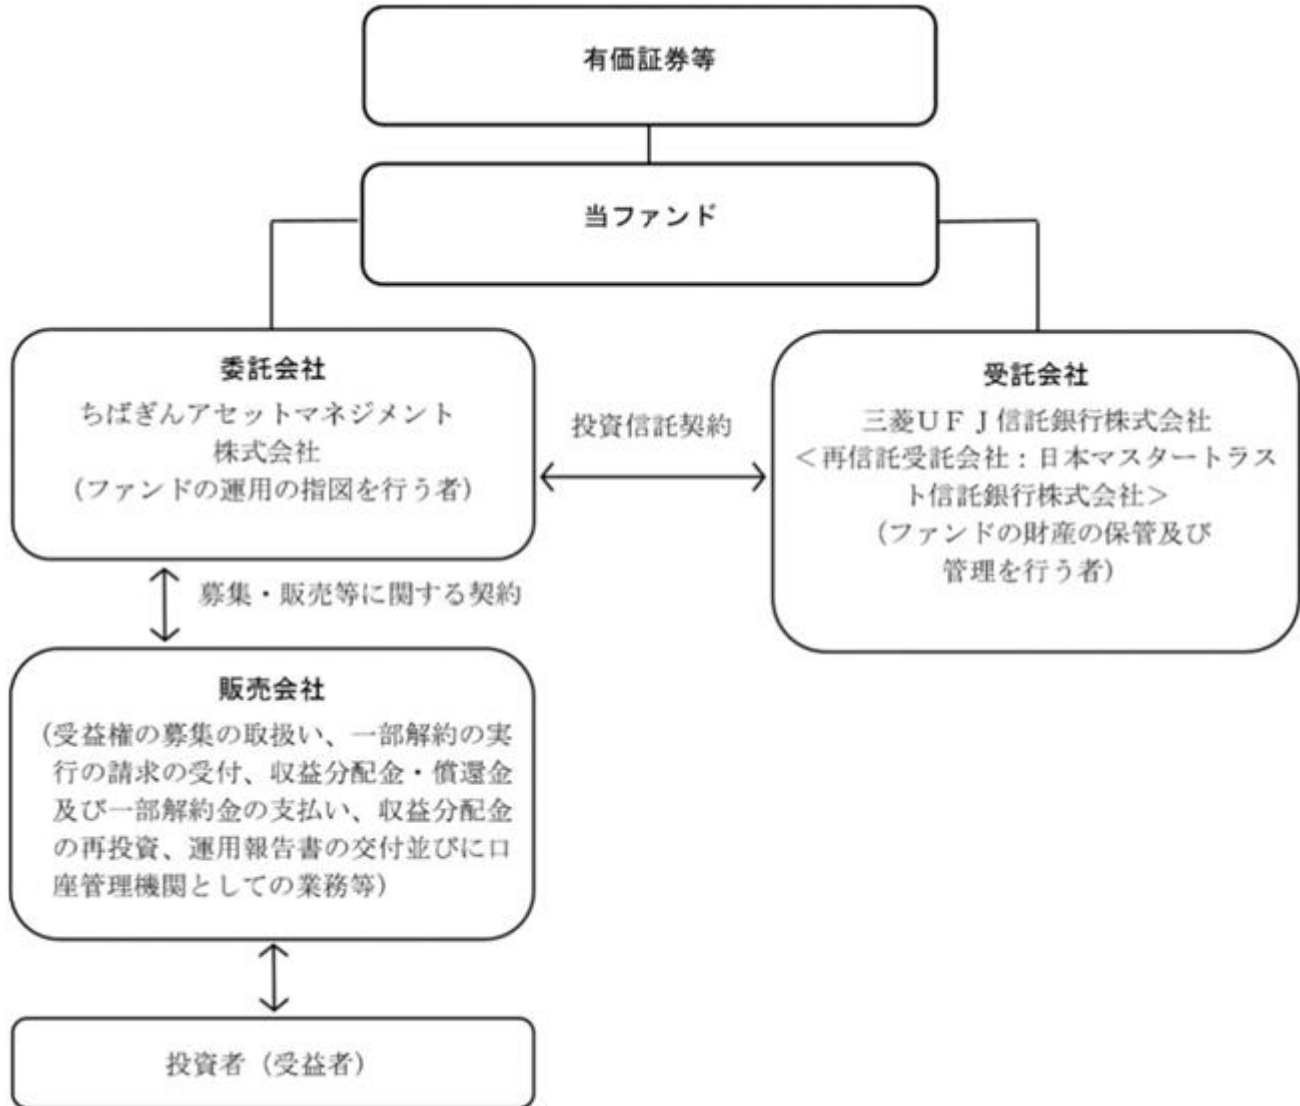 有価証券等
当ファンド
委託会社
ちばぎんアセットマネジメント
株式会社
(ファンドの運用の指図を行う者)
投資信託契約
受託会社
三菱ＵＦＪ信託銀行株式会社
＜再信託受託会社：日本マスタートラス
ト信託銀行株式会社＞
(ファンドの財産の保管及び
管理を行う者)
募集・販売等に関する契約
販売会社
(受益権の募集の取扱い、一部解約の実
行の請求の受付、収益分配金・償還金
及び一部解約金の支払い、収益分配金
の再投資、運用報告書の交付並びに口
座管理機関としての業務等)
投資者（受益者）